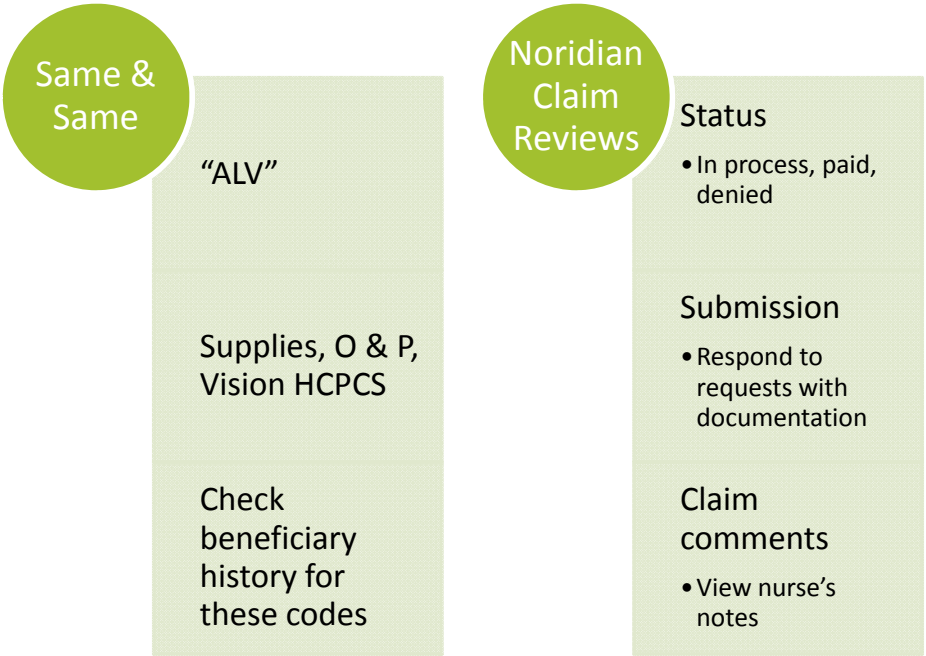 Same &
Same
“ALV”
Supplies, O & P,
Vision HCPCS
Check
beneficiary
history for
these codes
Noridian
Claim
Reviews
Status
•In process, paid,
denied
Submission
•Respond to
requests with
documentation
Claim
comments
•View nurse’s
notes